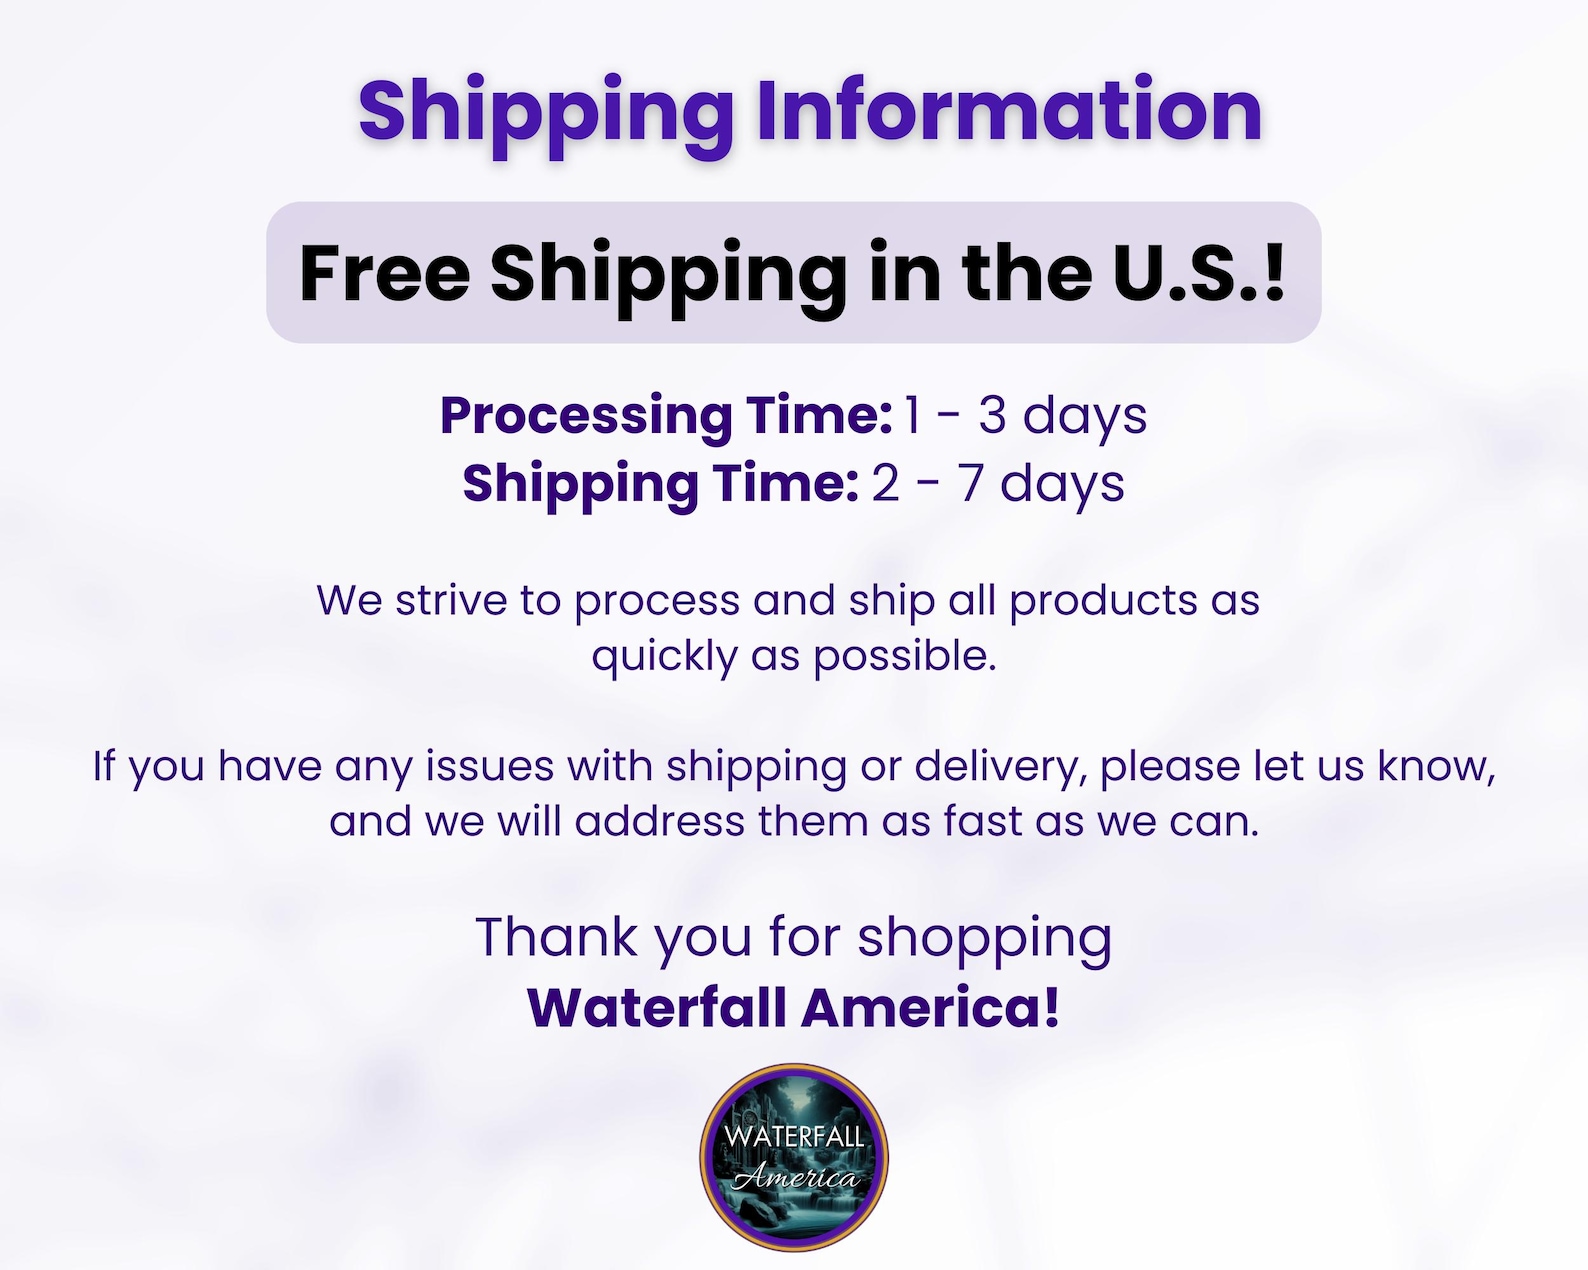 Shipping Information
Free Shipping in the U.S.!
Processing Time: 1 - 3 days
Shipping Time: 2 - 7 days
We strive to process and ship all products as
quickly as possible.
If you have any issues with shipping or delivery, please let us know,
and we will address them as fast as we can.
Thank you for shopping
Waterfall America!
WATERFALL
America